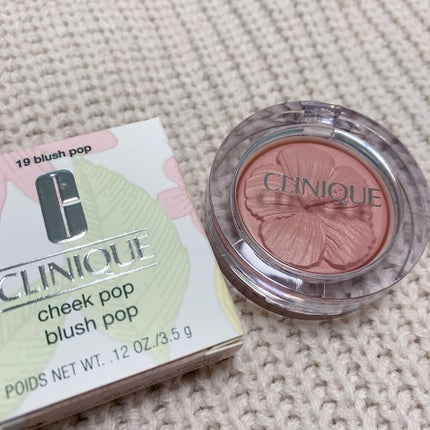 19 blush pop
CLINIQUE
cheek pop
blush pop
POIDS NET WT. .12 OZ./3.5 g
CLINIQUE